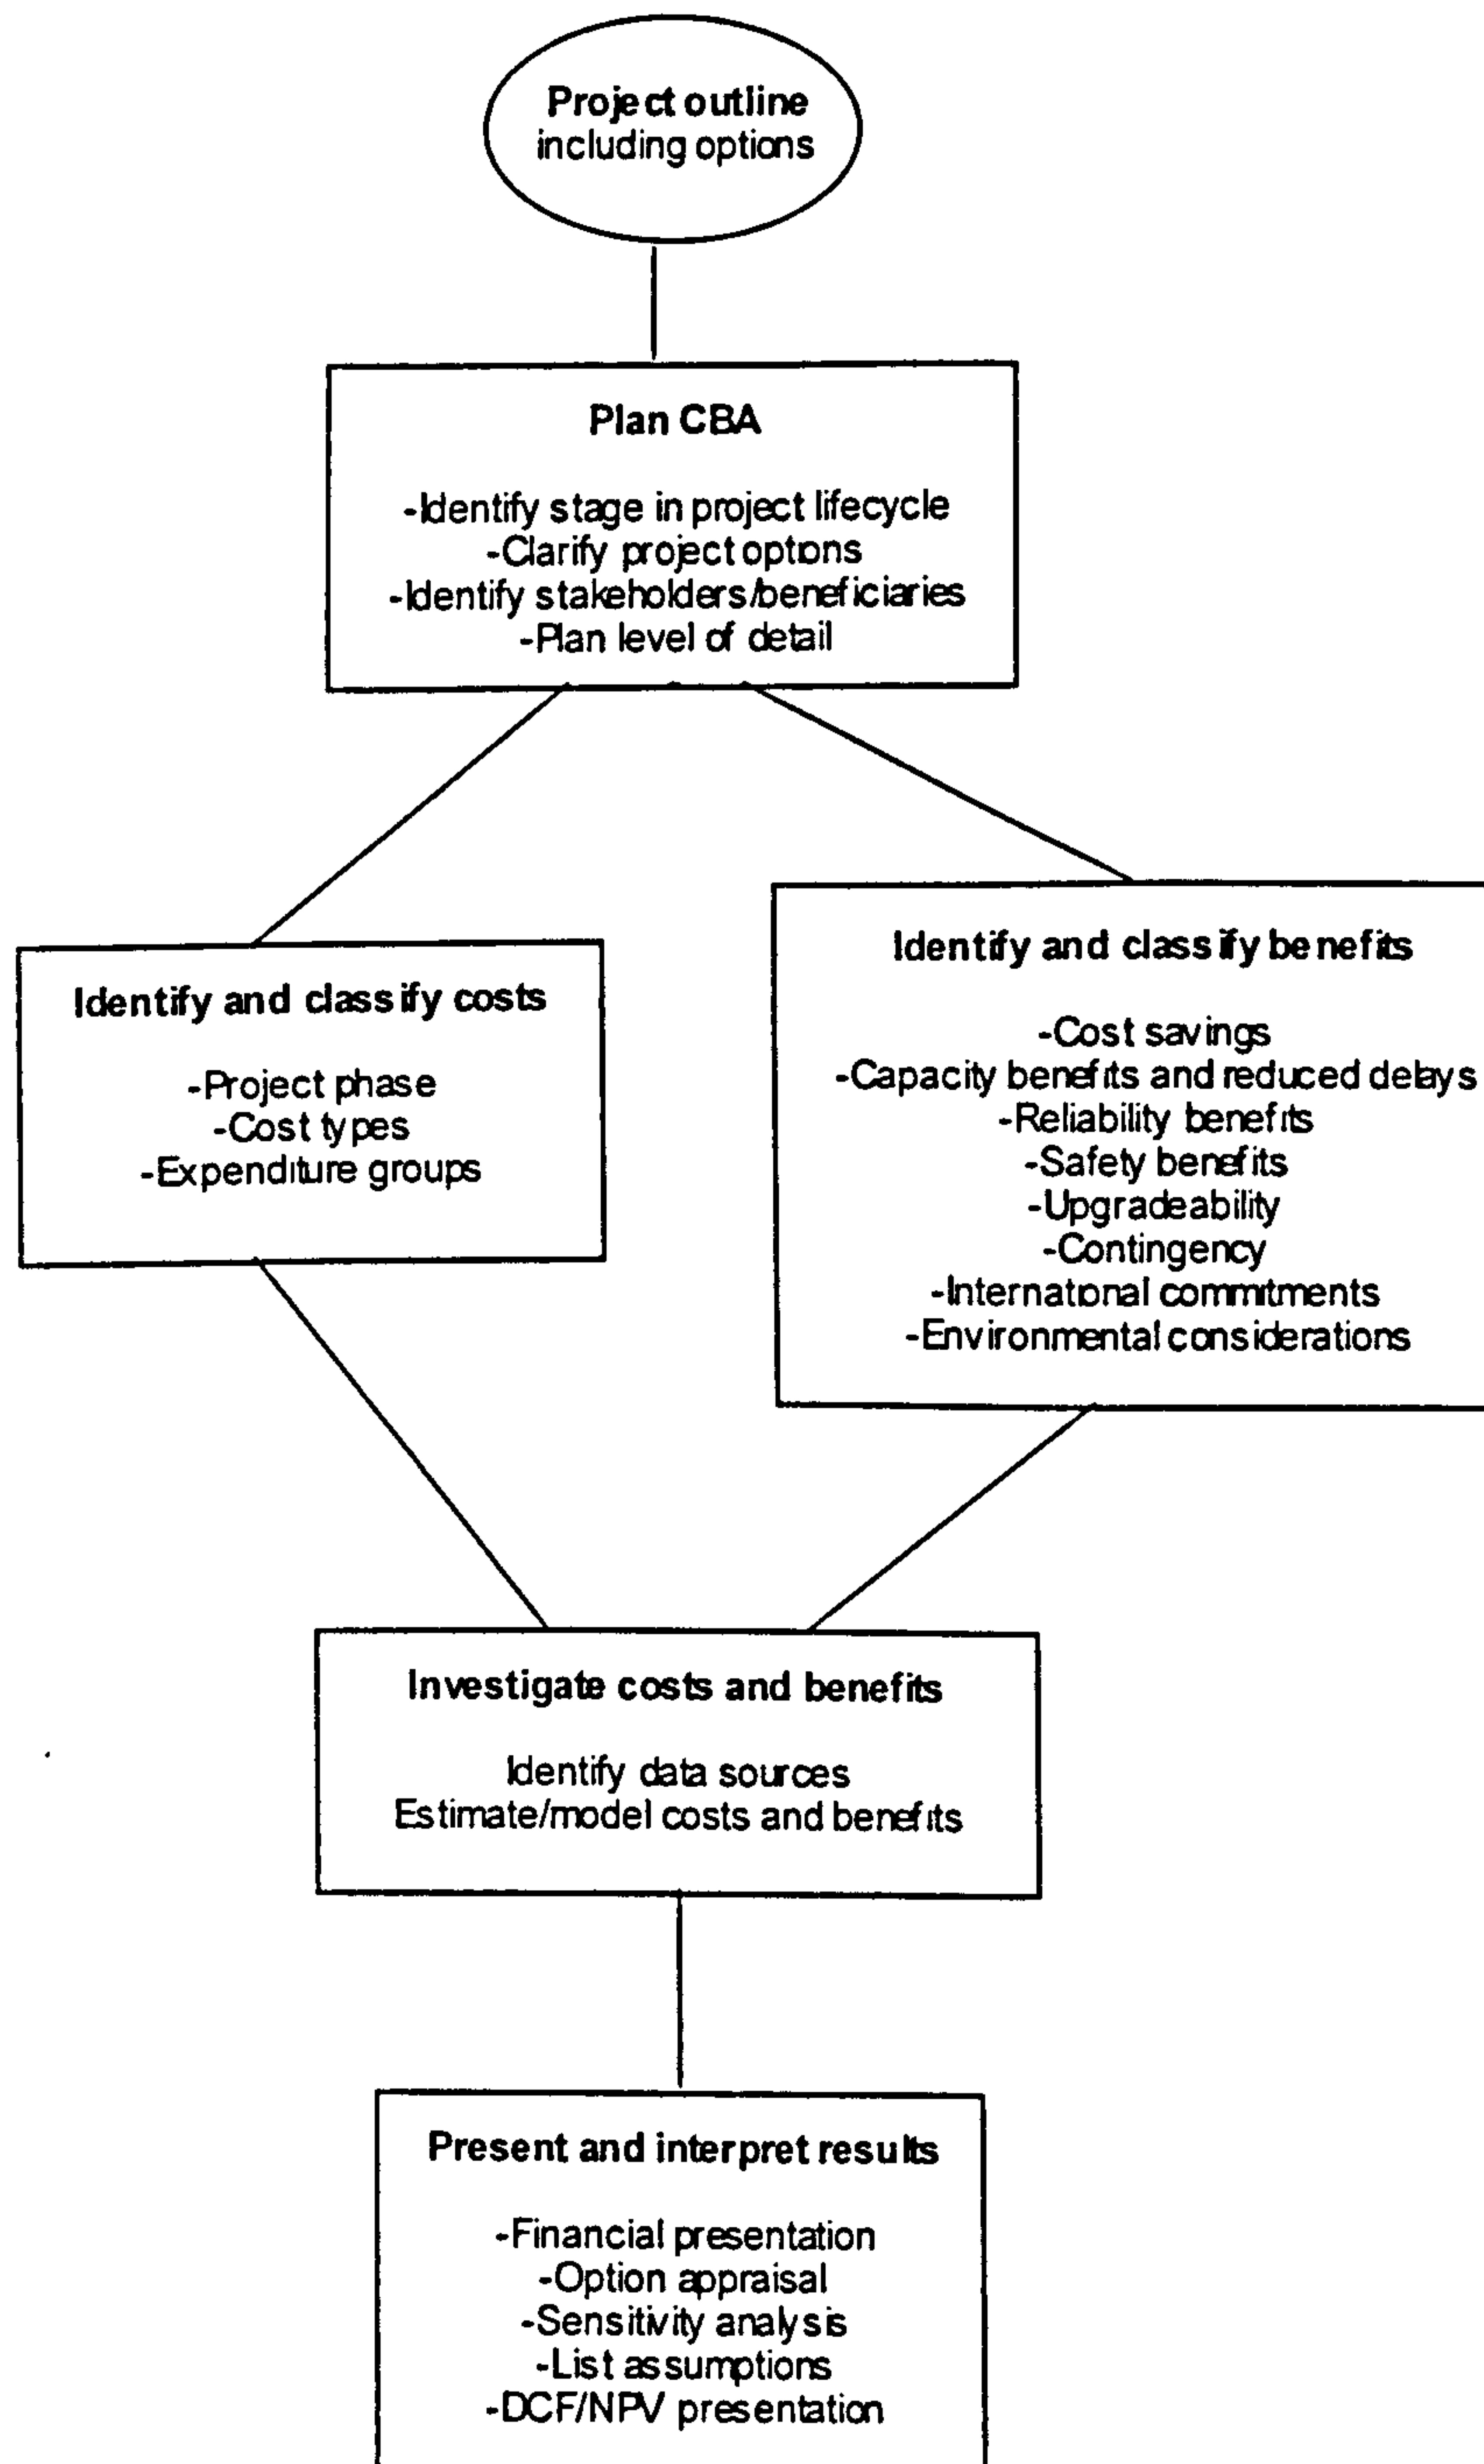 Project outline
including options
Plan CBA
-Identify stage in project lifecycle
-Clarify project options
-Identify stakeholders/beneficiaries
-Plan level of detail
Identify and classify costs
-Project phase
-Cost types
-Expenditure groups
Identify and classify benefits
-Cost savings
-Capacity benefits and reduced delays
-Reliability benefits
-Safety benefits
-Upgradeability
-Contingency
-International commitments
-Environmental considerations
Investigate costs and benefits
Identify data sources
Estimate/model costs and benefits
Present and interpret results
-Financial presentation
-Option appraisal
-Sensitivity analysis
-List assumptions
-DCF/NPV presentation